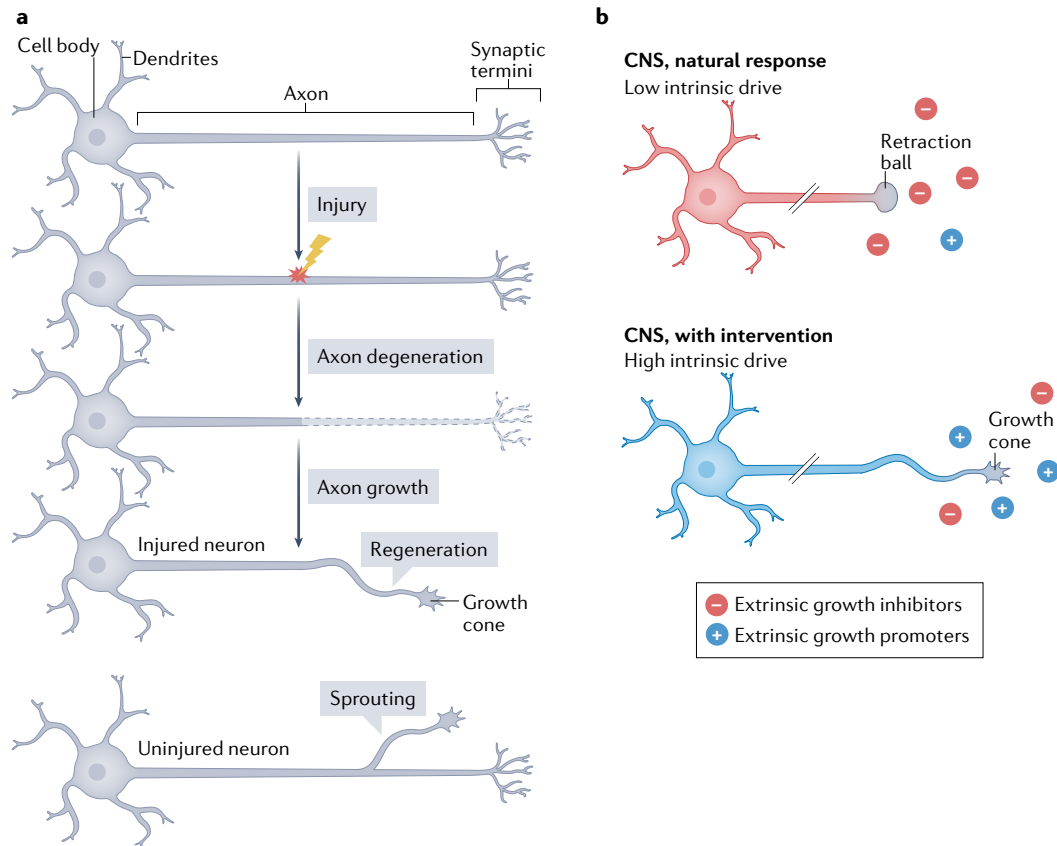 a
Cell body
Dendrites
Synaptic
termini
Axon
Injury
Axon degeneration
Axon growth
Injured neuron
Regeneration
Growth
cone
Sprouting
Uninjured neuron
b
CNS, natural response
Low intrinsic drive
Retraction
ball
−
−
−
−
+
CNS, with intervention
High intrinsic drive
−
Growth
cone
+
+
+
−
− Extrinsic growth inhibitors
+ Extrinsic growth promoters